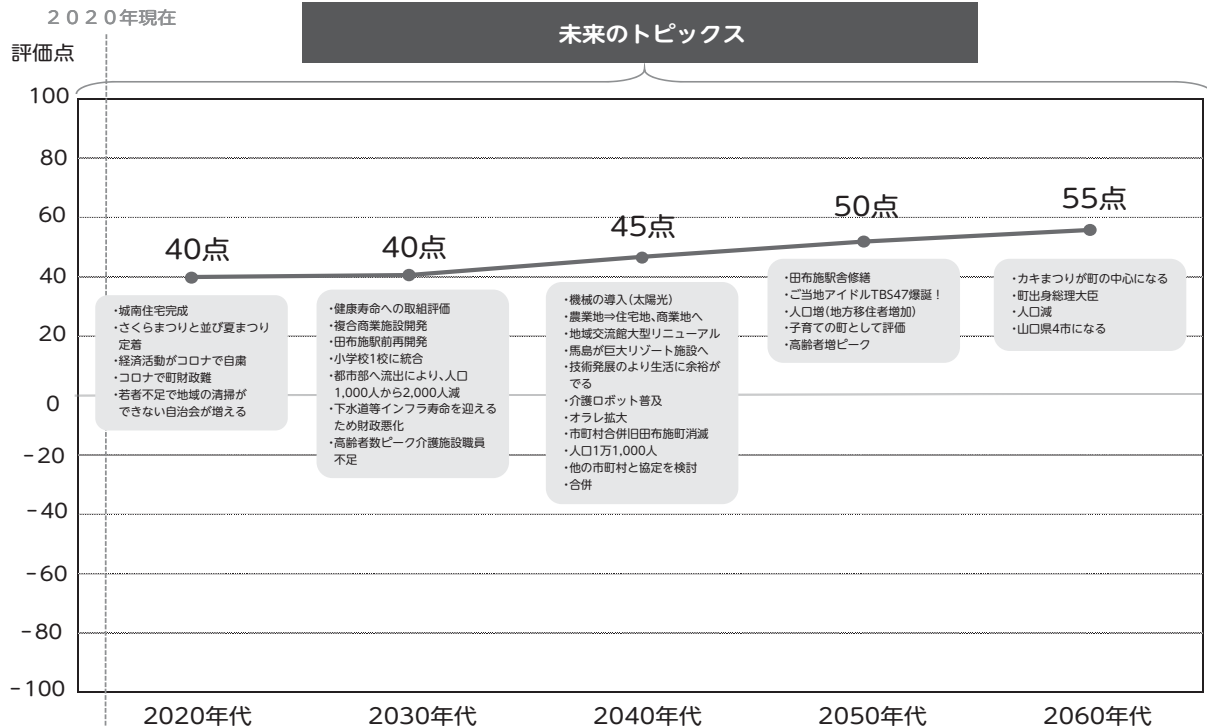 2020年現在
未来のトピックス
評価点
100
80
60
40
20
0
-20
-40
-60
-80
-100
40点
・城南住宅完成
・さくらまつりと並び夏まつり
定着
・経済活動がコロナで自粛
・コロナで町財政難
・若者不足で地域の清掃が
できない自治会が増える
40点
・健康寿命への取組評価
・複合商業施設開発
・田布施駅前再開発
・小学校1校に統合
・都市部へ流出により、人口
1,000人から2,000人減
・下水道等インフラ寿命を迎える
ため財政悪化
・高齢者数ピーク介護施設職員
不足
45点
・機械の導入(太陽光)
・農業地⇒住宅地、商業地へ
・地域交流館大型リニューアル
・馬島が巨大リゾート施設へ
・技術発展のより生活に余裕が
でる
・介護ロボット普及
・オラレ拡大
・市町村合併旧田布施町消滅
・人口1万1,000人
・他の市町村と協定を検討
・合併
50点
・田布施駅舎修繕
・ご当地アイドルTBS47爆誕!
・人口増(地方移住者増加)
・子育ての町として評価
・高齢者増ピーク
55点
・カキまつりが町の中心になる
・町出身総理大臣
・人口減
・山口県4市になる
2020年代
2030年代
2040年代
2050年代
2060年代